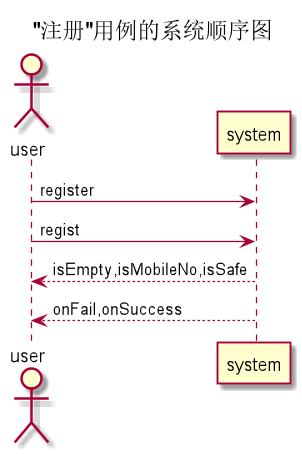 "注册"用例的系统顺序图
user
system
register
regist
isEmpty,isMobileNo,isSafe
onFail,onSuccess
user
system